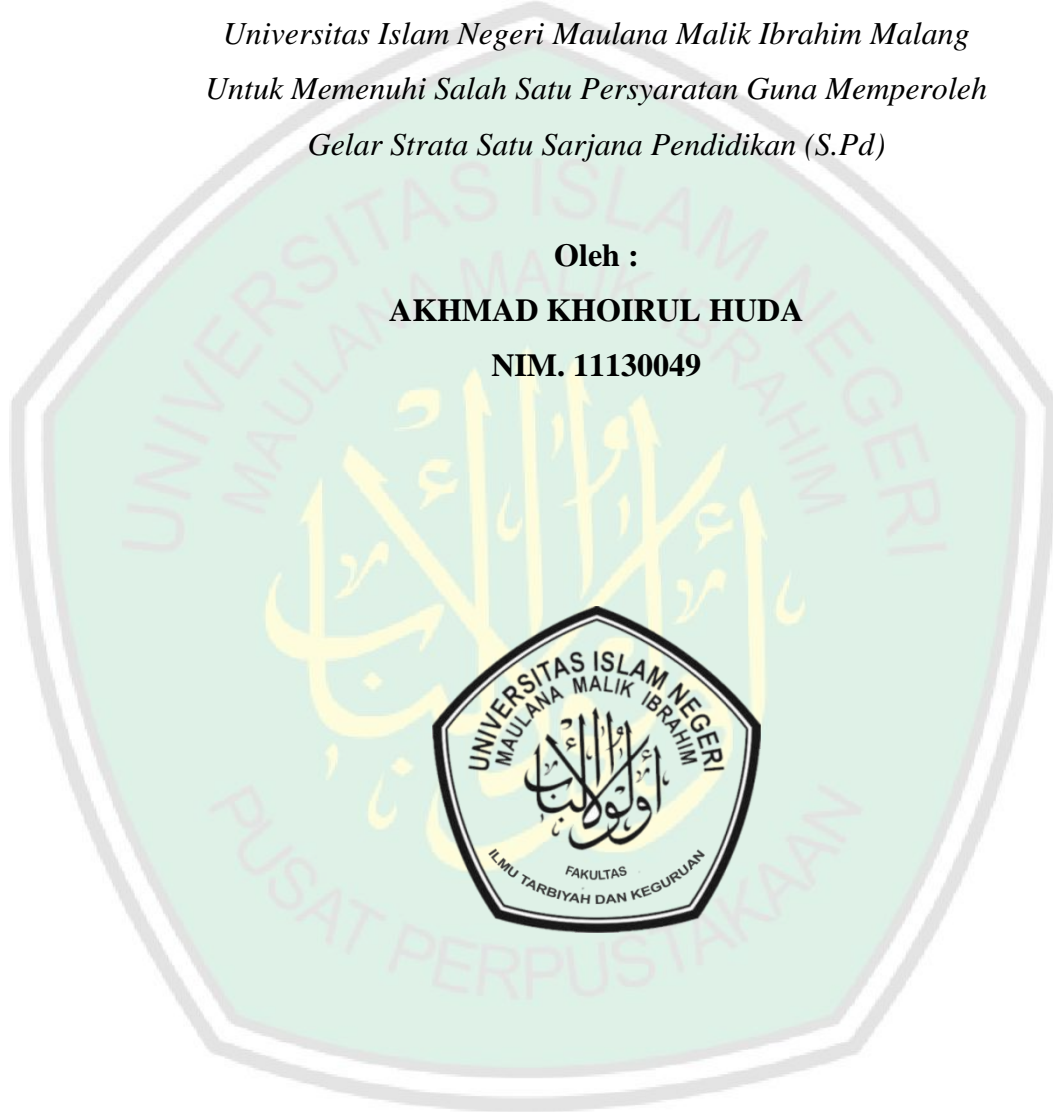 Universitas Islam Negeri Maulana Malik Ibrahim Malang
Untuk Memenuhi Salah Satu Persyaratan Guna Memperoleh
Gelar Strata Satu Sarjana Pendidikan (S.Pd)
Oleh :
AKHMAD KHOIRUL HUDA
NIM. 11130049
UNIVERSITAS ISLAM NEGERI
MAULANA MALIK IBRAHIM
أولوالألباب
PUSAT PERPUSTAKAAN
UNIVERSITAS ISLAM NEGERI
MAULANA MALIK IBRAHIM
أولوالألباب
FAKULTAS
ILMU TARBIYAH DAN KEGURUAN